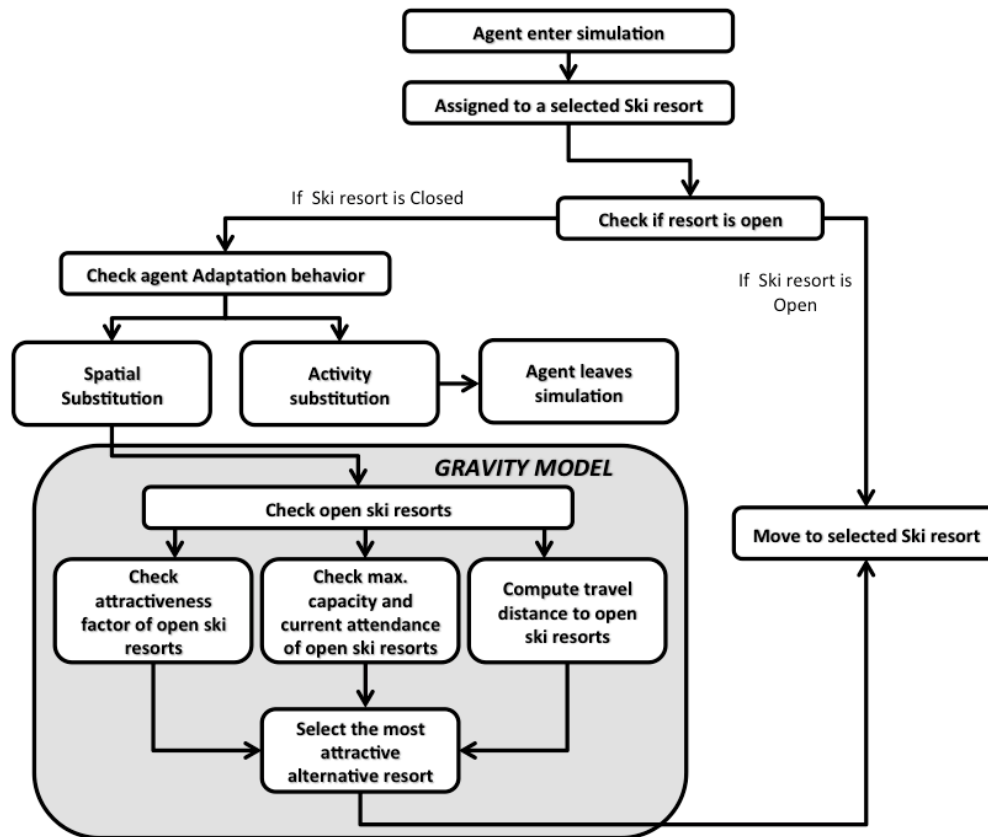 Agent enter simulation
Assigned to a selected Ski resort
If Ski resort is Closed
Check if resort is open
Check agent Adaptation behavior
If Ski resort is
Open
Spatial
Substitution
Activity
substitution
Agent leaves
simulation
GRAVITY MODEL
Check open ski resorts
Move to selected Ski resort
Check
attractiveness
factor of open ski
resorts
Check max.
capacity and
current attendance
of open ski resorts
Compute travel
distance to open
ski resorts
Select the most
attractive
alternative resort